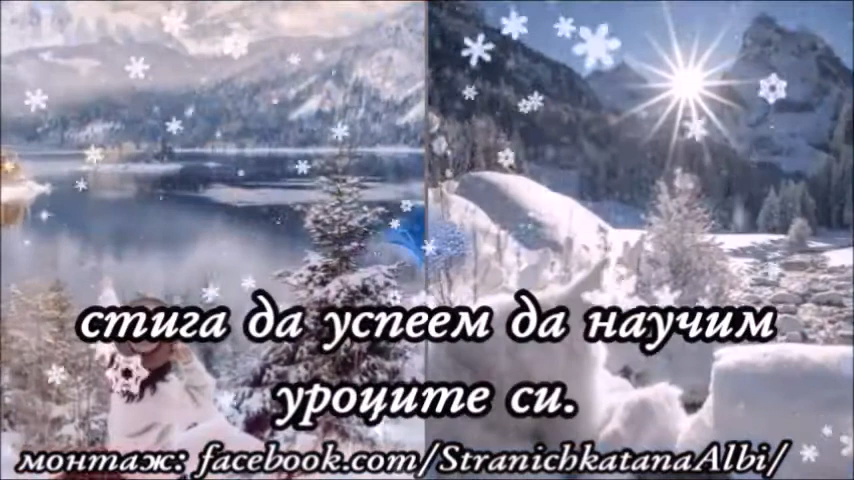 стига да успеем да научим
уроците си.
монтаж: facebook.com/StranichkatanaAlbi/